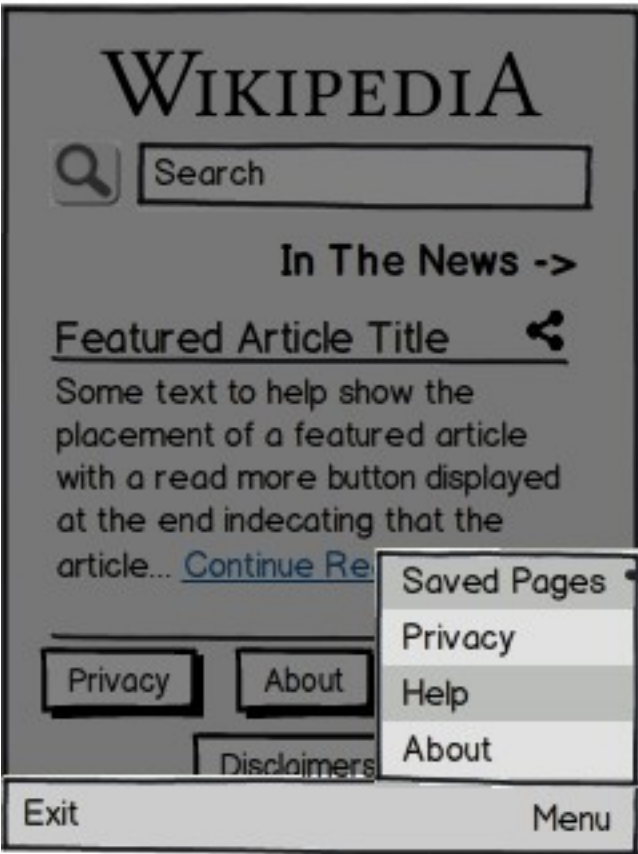 WIKIPEDIA
Search
In The News ->
Featured Article Title
Some text to help show the
placement of a featured article
with a read more button displayed
at the end indecating that the
article... Continue Re
Saved Pages
Privacy
Help
About
Privacy
About
Disclaimers
Exit
Menu